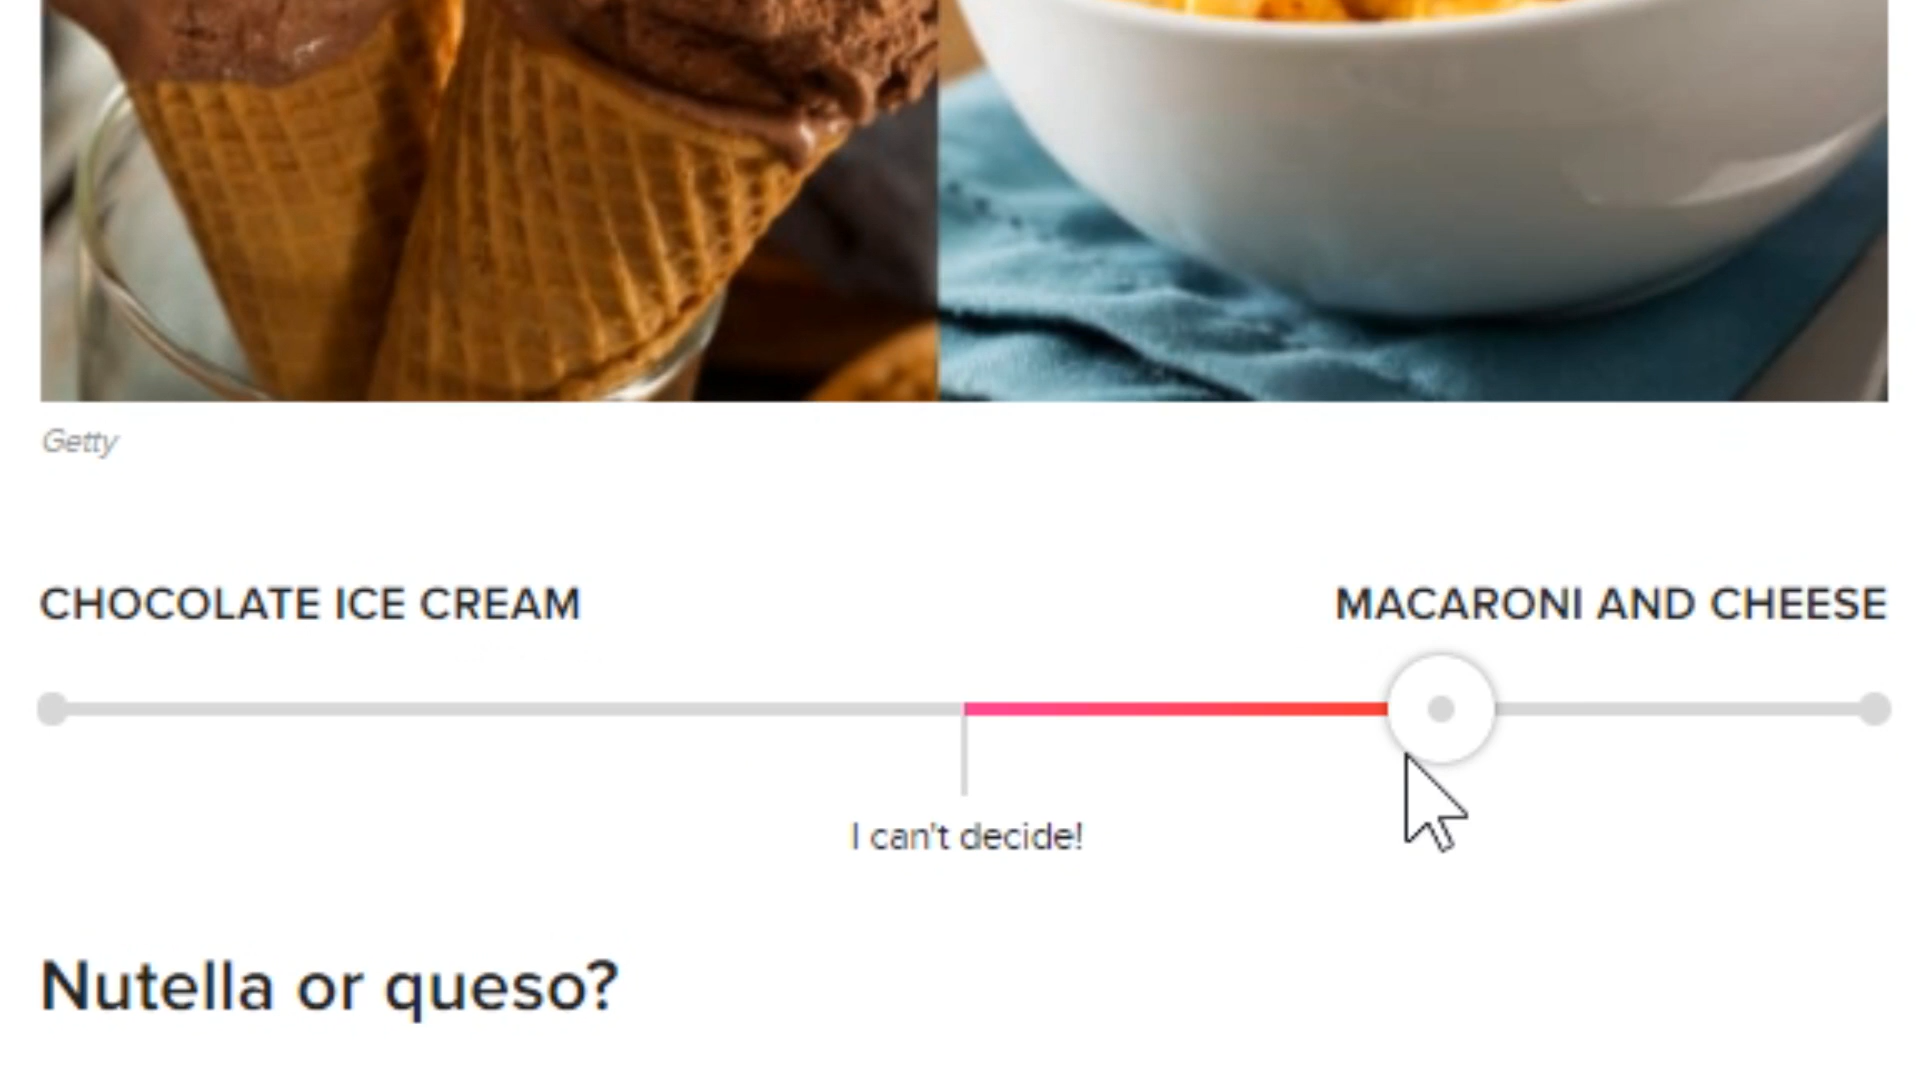 Getty
CHOCOLATE ICE CREAM
MACARONI AND CHEESE
I can't decide!
Nutella or queso?